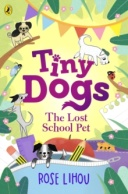 Tiny
Dogs
The Lost
School Pet
ROSE LIHOU